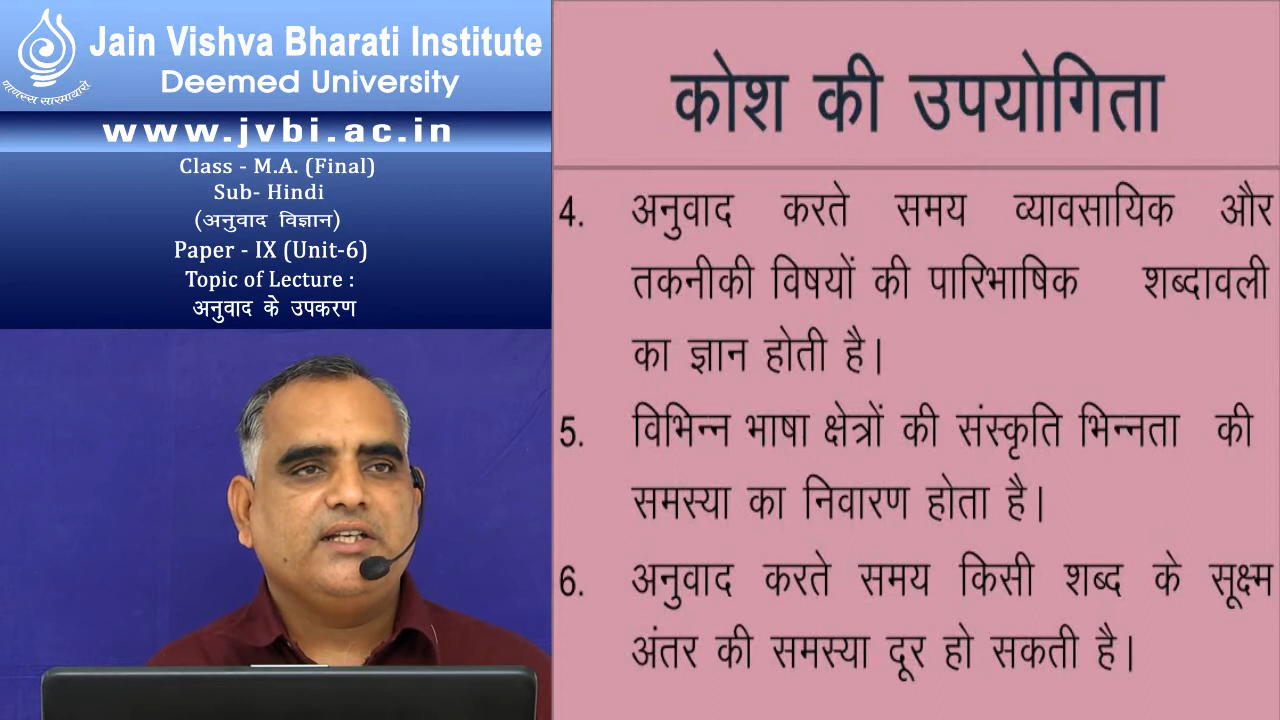 Jain Vishva Bharati Institute
Deemed University
णाणस्स सारमायारो
www.jvbi.ac.in
Class - M.A. (Final)
Sub- Hindi
(अनुवाद विज्ञान)
Paper - IX (Unit-6)
Topic of Lecture :
अनुवाद के उपकरण
कोश की उपयोगिता
4. अनुवाद करते समय व्यावसायिक और
तकनीकी विषयों की पारिभाषिक शब्दावली
का ज्ञान होती है।
5. विभिन्न भाषा क्षेत्रों की संस्कृति भिन्नता की
समस्या का निवारण होता है।
6. अनुवाद करते समय किसी शब्द के सूक्ष्म
अंतर की समस्या दूर हो सकती है।